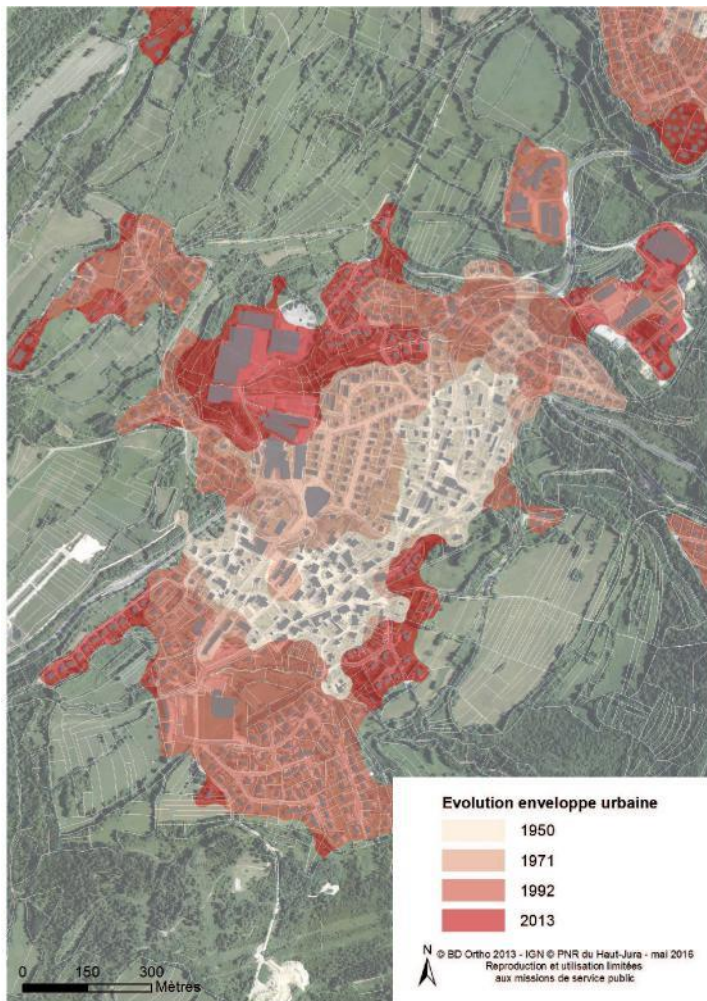 Evolution enveloppe urbaine
1950
1971
1992
2013
N
© BD Ortho 2013 - IGN © PNR du Haut-Jura - mai 2016
Reproduction et utilisation limitées
aux missions de service public
0 150 300
Mètres